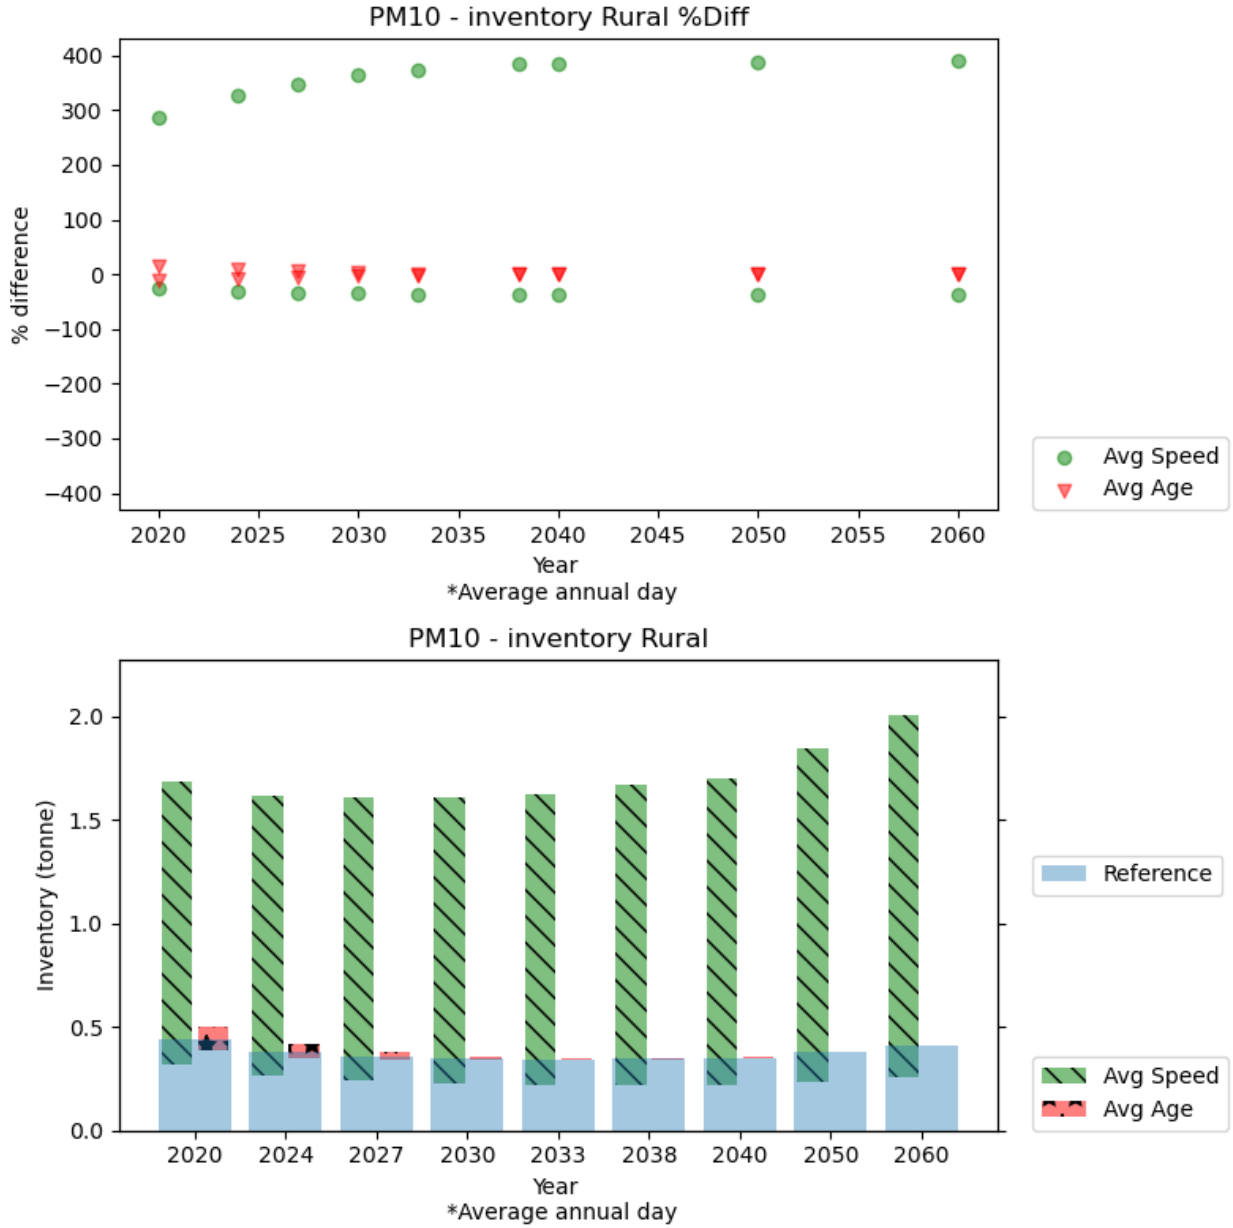 PM10 - inventory Rural %Diff
400
300
200
100
0
−100
−200
−300
−400
% difference
2020 2025 2030 2035 2040 2045 2050 2055 2060
Year
*Average annual day
Avg Speed
Avg Age
PM10 - inventory Rural
2.0
1.5
1.0
0.5
0.0
Inventory (tonne)
2020 2024 2027 2030 2033 2038 2040 2050 2060
Year
*Average annual day
Reference
Avg Speed
Avg Age